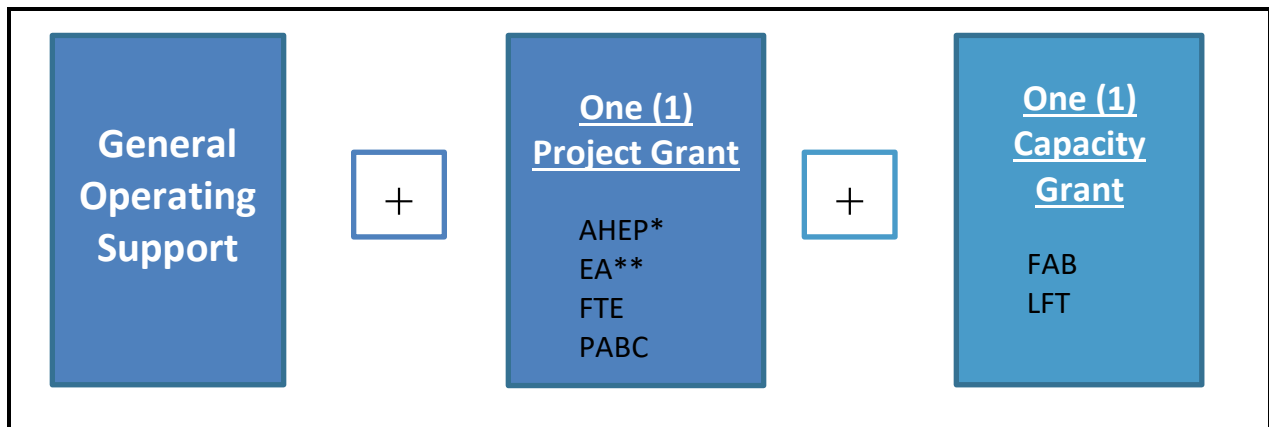 General
Operating
Support
+
One (1)
Project Grant
AHEP*
EA**
FTE
PABC
+
One (1)
Capacity
Grant
FAB
LFT